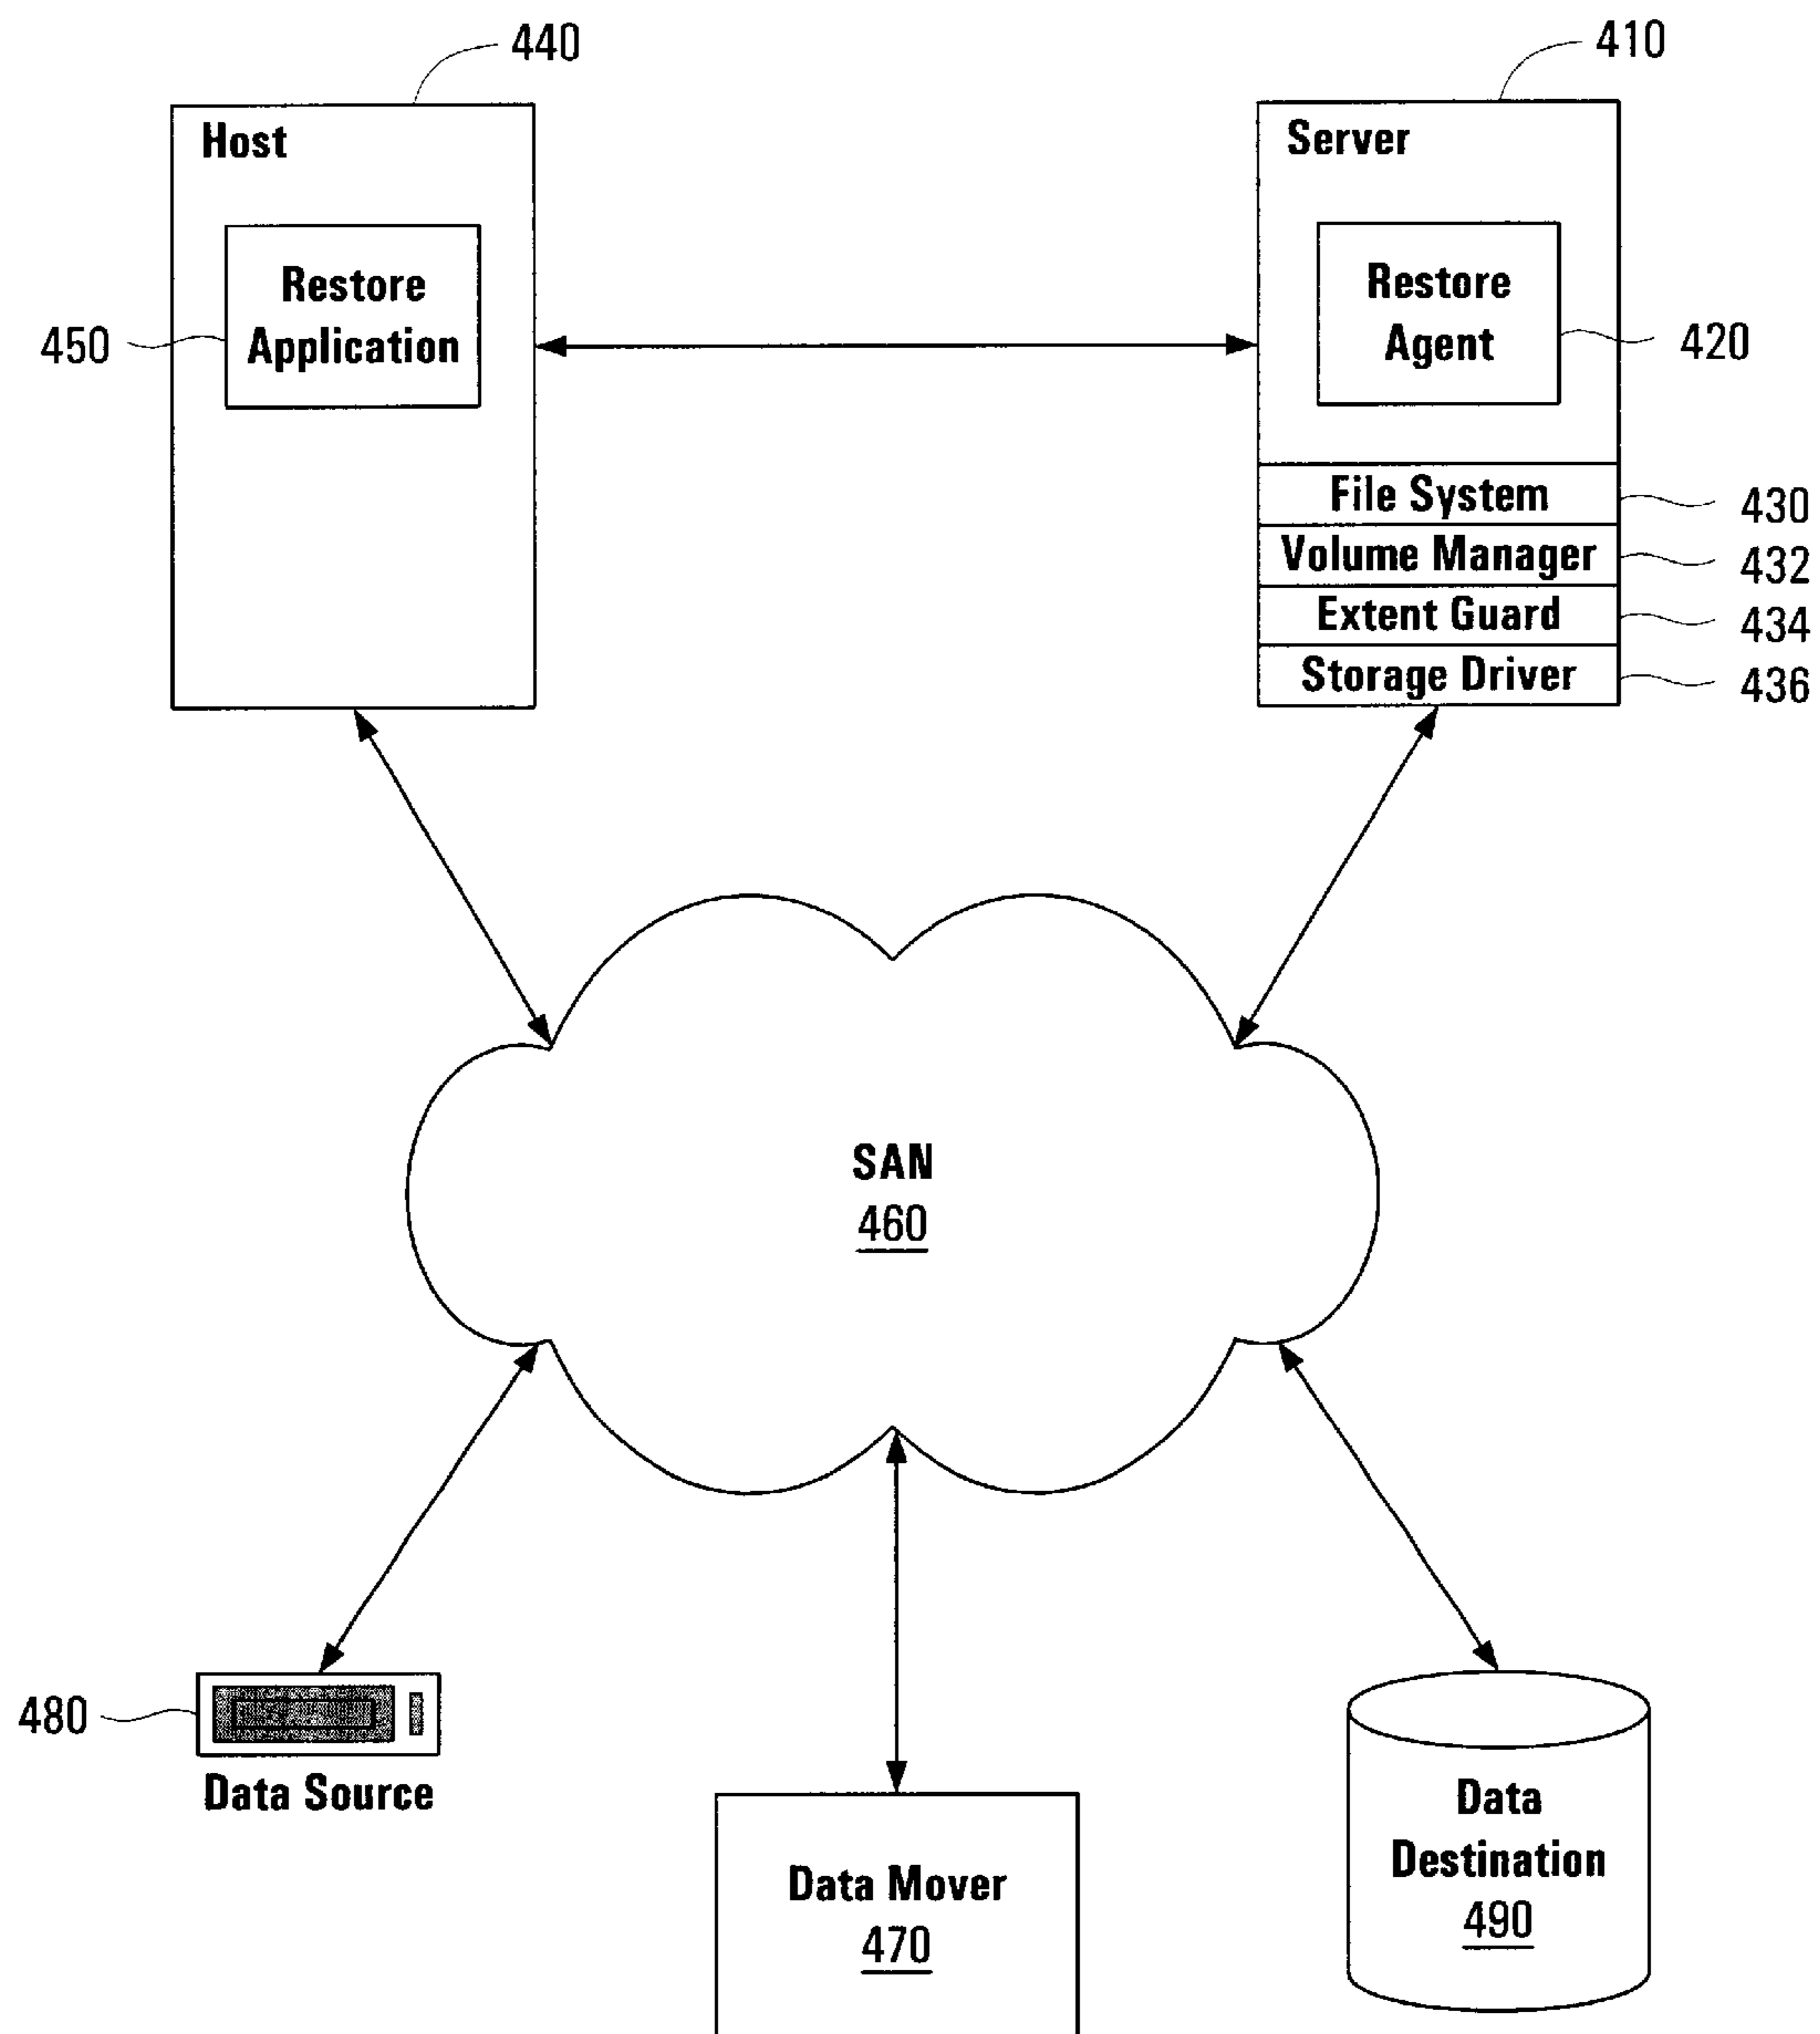 440
410
Host
Server
Restore
Application
450
Restore
Agent
420
File System
430
Volume Manager
432
Extent Guard
434
Storage Driver
436
SAN
460
480
Data Source
Data Mover
470
Data
Destination
490